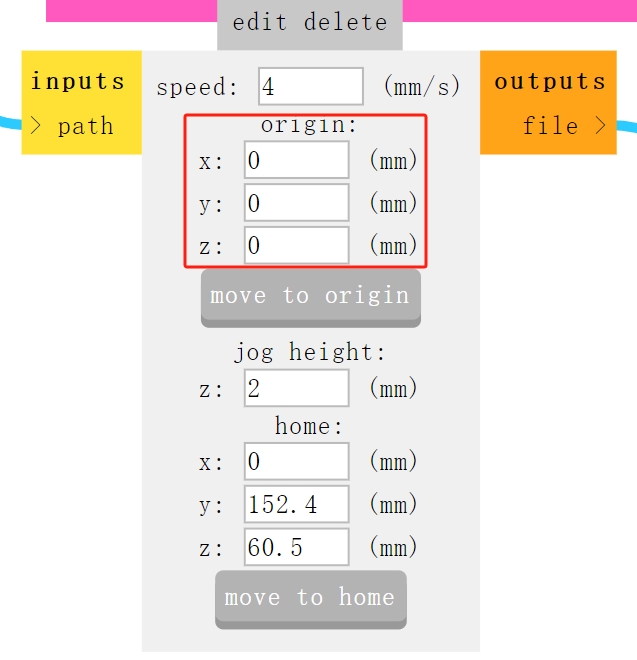 edit delete
inputs
> path
speed: 4 (mm/s)
origin:
x: 0 (mm)
y: 0 (mm)
z: 0 (mm)
move to origin
jog height:
z: 2 (mm)
home:
x: 0 (mm)
y: 152.4 (mm)
z: 60.5 (mm)
move to home
outputs
file >